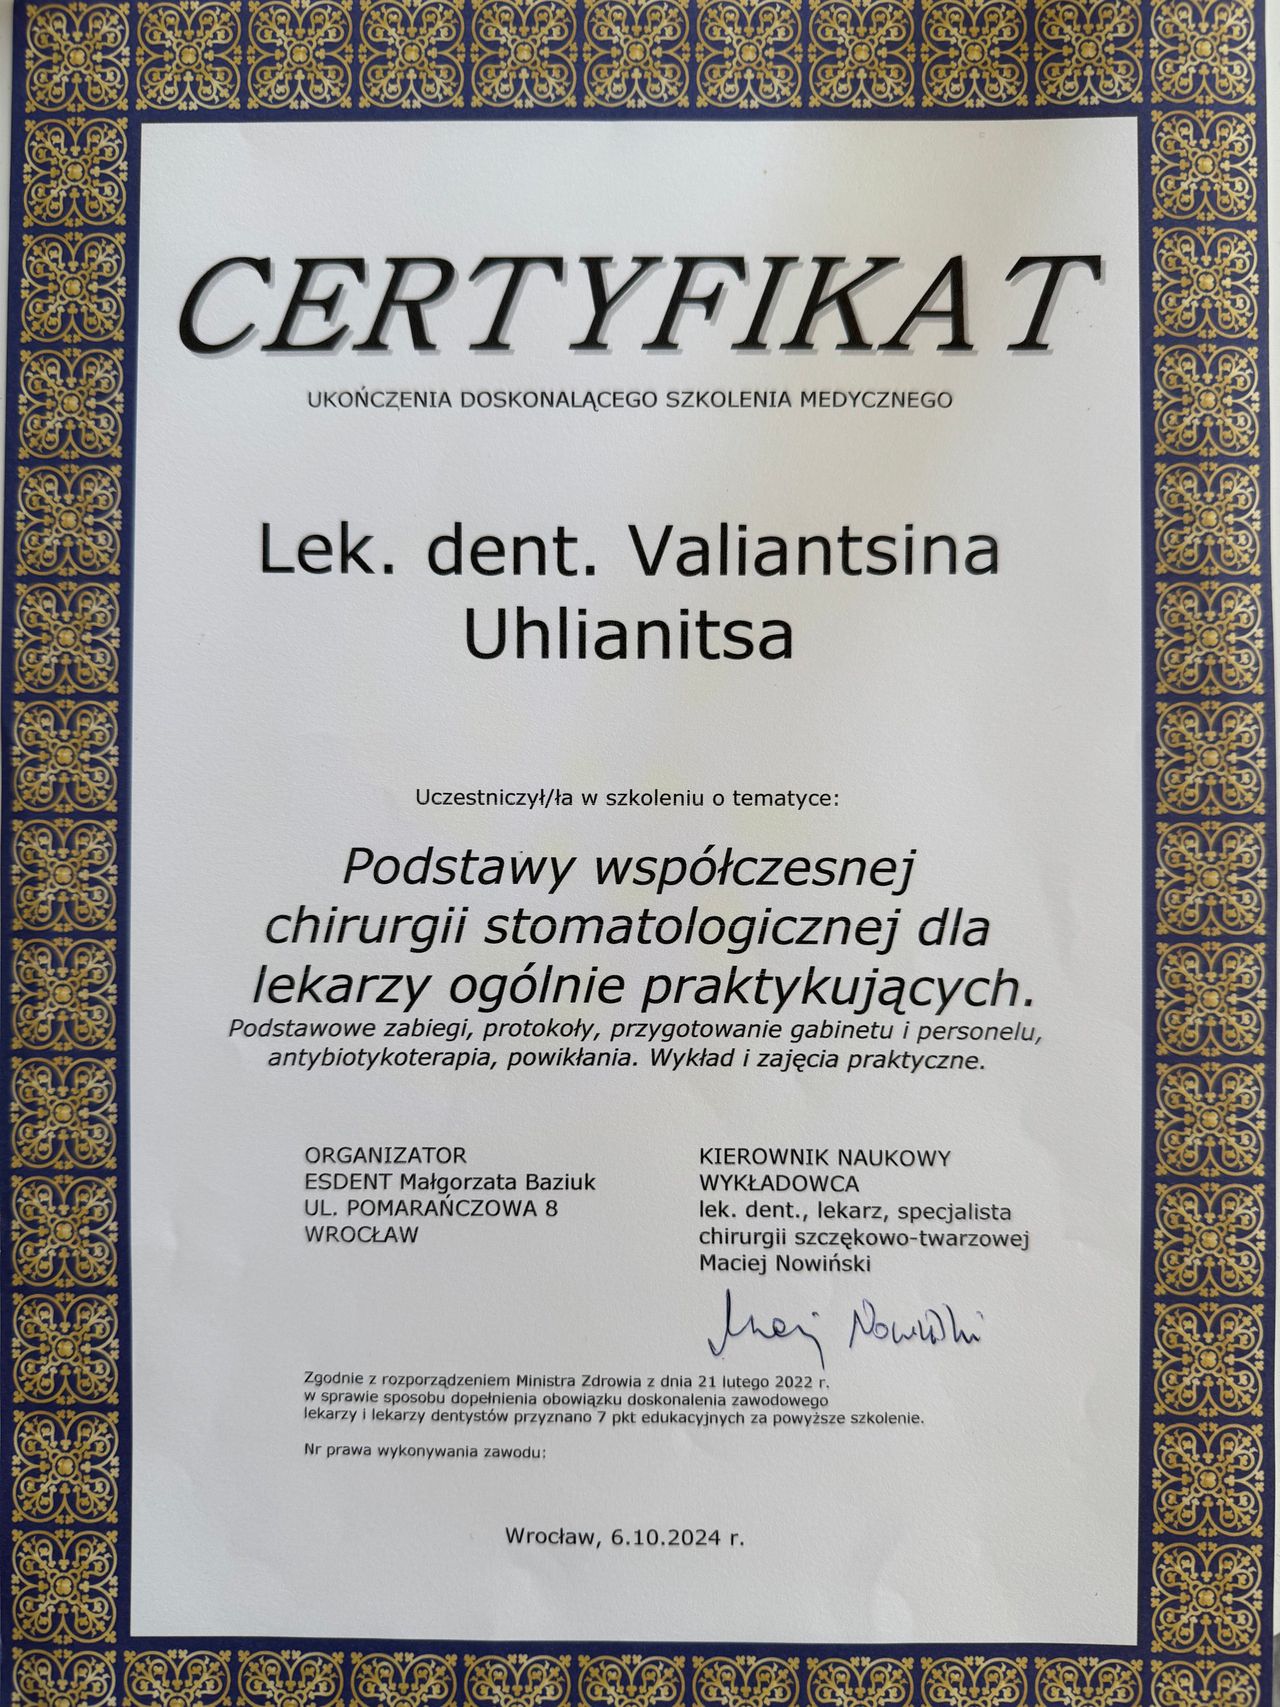 CERTYFIKAT
UKOŃCZENIA DOSKONALĄCEGO SZKOLENIA MEDYCZNEGO
Lek. dent. Valiantsina
Uhlianitsa
Uczestniczył/ła w szkoleniu o tematyce:
Podstawy współczesnej
chirurgii stomatologicznej dla
lekarzy ogólnie praktykujących.
Podstawowe zabiegi, protokoły, przygotowanie gabinetu i personelu,
antybiotykoterapia, powikłania. Wykład i zajęcia praktyczne.
ORGANIZATOR
ESDENT Małgorzata Baziuk
UL. POMARAŃCZOWA 8
WROCŁAW
KIEROWNIK NAUKOWY
WYKŁADOWCA
lek. dent., lekarz, specjalista
chirurgii szczękowo-twarzowej
Maciej Nowiński
Maciej Nowiński
Zgodnie z rozporządzeniem Ministra Zdrowia z dnia 21 lutego 2022 r.
w sprawie sposobu dopełnienia obowiązku doskonalenia zawodowego
lekarzy i lekarzy dentystów przyznano 7 pkt edukacyjnych za powyższe szkolenie.
Nr prawa wykonywania zawodu:
Wrocław, 6.10.2024 r.